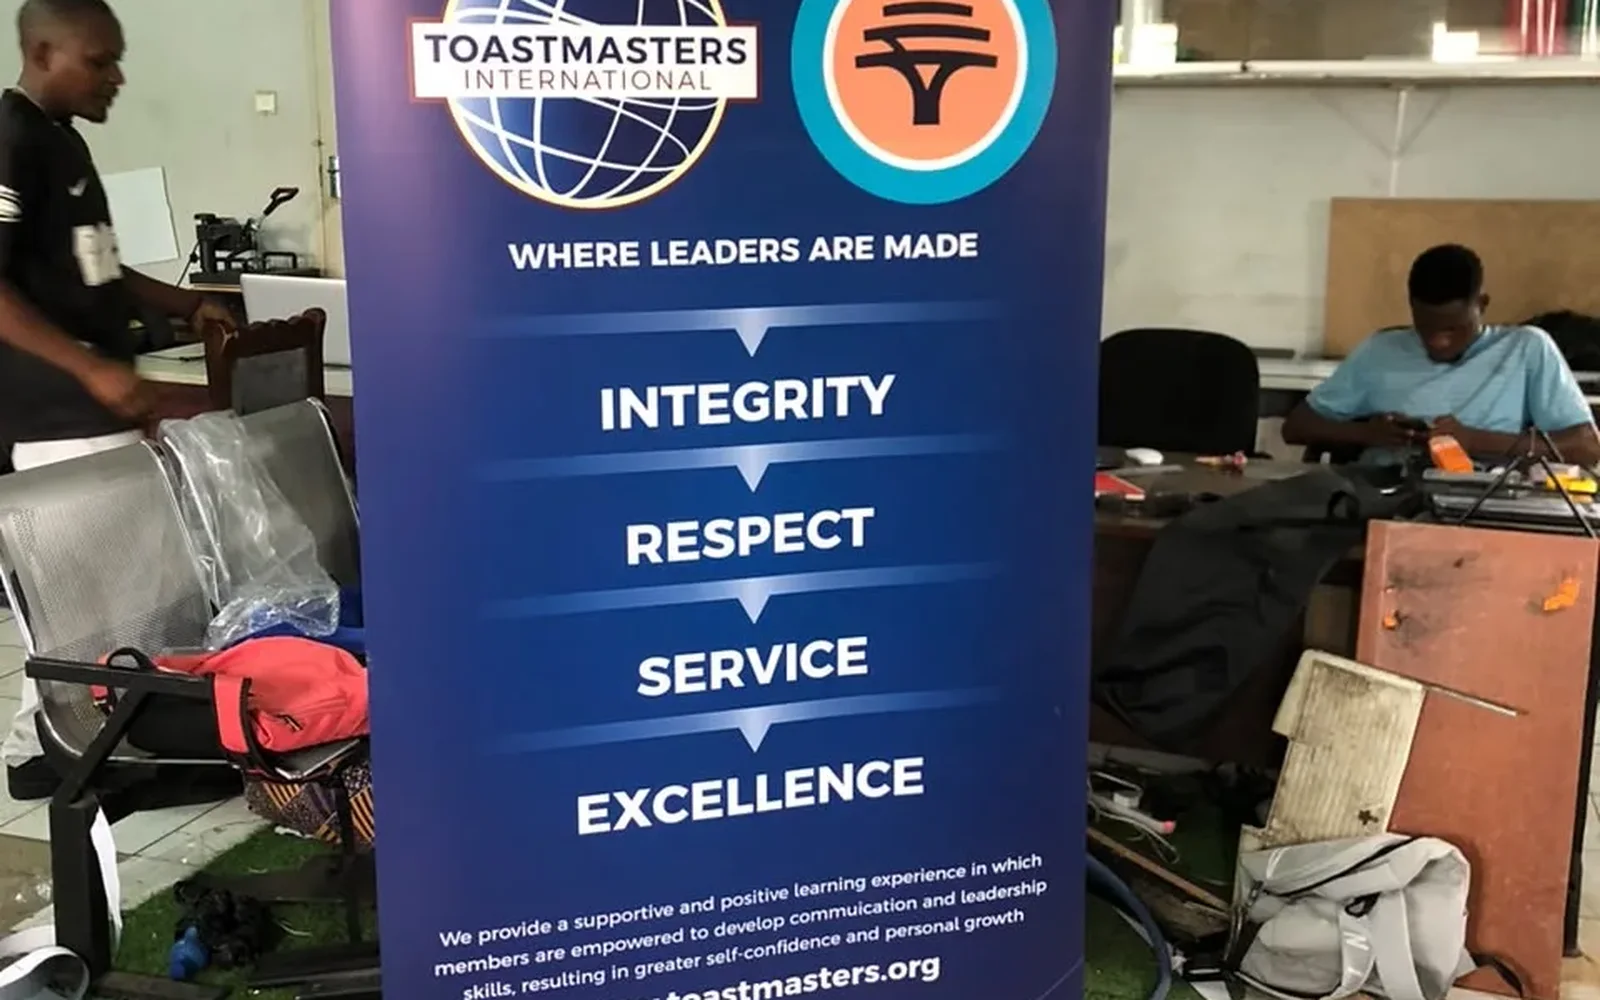 TOASTMASTERS
INTERNATIONAL
WHERE LEADERS ARE MADE
INTEGRITY
RESPECT
SERVICE
EXCELLENCE
We provide a supportive and positive learning experience in which
members are empowered to develop commuication and leadership
skills, resulting in greater self-confidence and personal growth
toastmasters.org